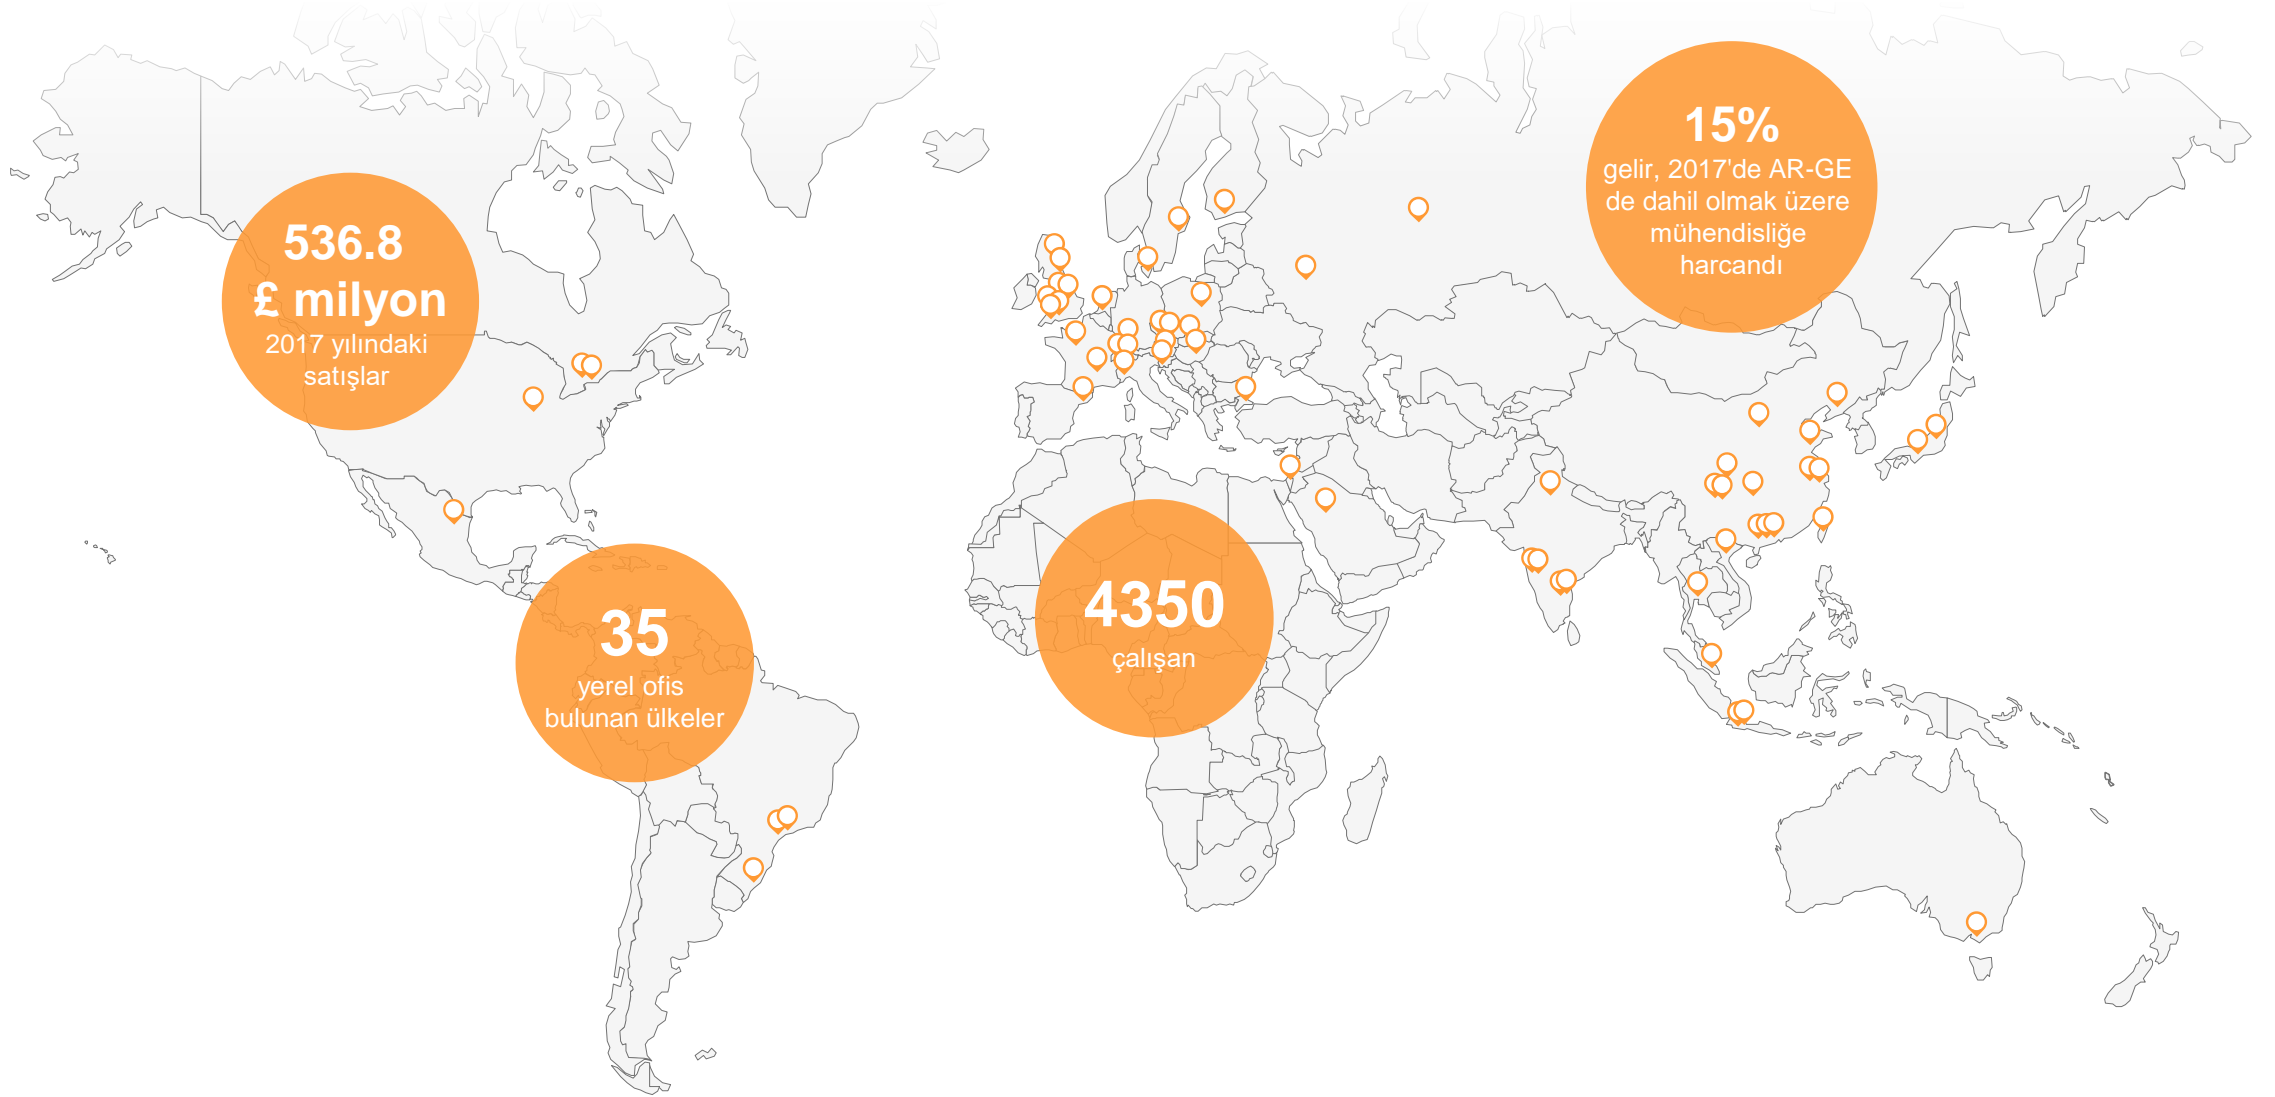 15%
gelir, 2017'de AR-GE
de dahil olmak üzere
mühendisliğe
harcandı
536.8
£ milyon
2017 yılındaki
satışlar
35
yerel ofis
bulunan ülkeler
4350
çalışan